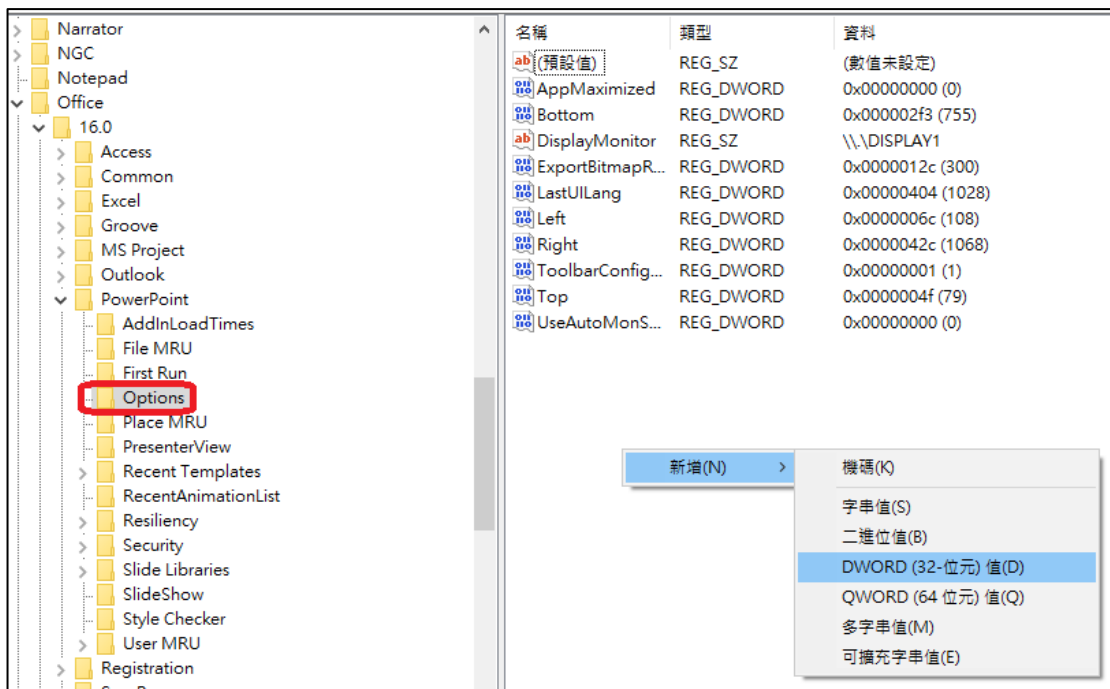 Narrator
NGC
Notepad
Office
16.0
Access
Common
Excel
Groove
MS Project
Outlook
PowerPoint
AddInLoadTimes
File MRU
First Run
Options
Place MRU
PresenterView
Recent Templates
RecentAnimationList
Resiliency
Security
Slide Libraries
SlideShow
Style Checker
User MRU
Registration
名稱 類型 資料
(預設值) REG_SZ (數值未設定)
AppMaximized REG_DWORD 0x00000000 (0)
Bottom REG_DWORD 0x000002f3 (755)
DisplayMonitor REG_SZ \\.\DISPLAY1
ExportBitmapR... REG_DWORD 0x0000012c (300)
LastUILang REG_DWORD 0x00000404 (1028)
Left REG_DWORD 0x0000006c (108)
Right REG_DWORD 0x0000042c (1068)
ToolbarConfig... REG_DWORD 0x00000001 (1)
Top REG_DWORD 0x0000004f (79)
UseAutoMonS... REG_DWORD 0x00000000 (0)
新增(N) >
機碼(K)
字串值(S)
二進位值(B)
DWORD (32-位元) 值(D)
QWORD (64 位元) 值(Q)
多字串值(M)
可擴充字串值(E)